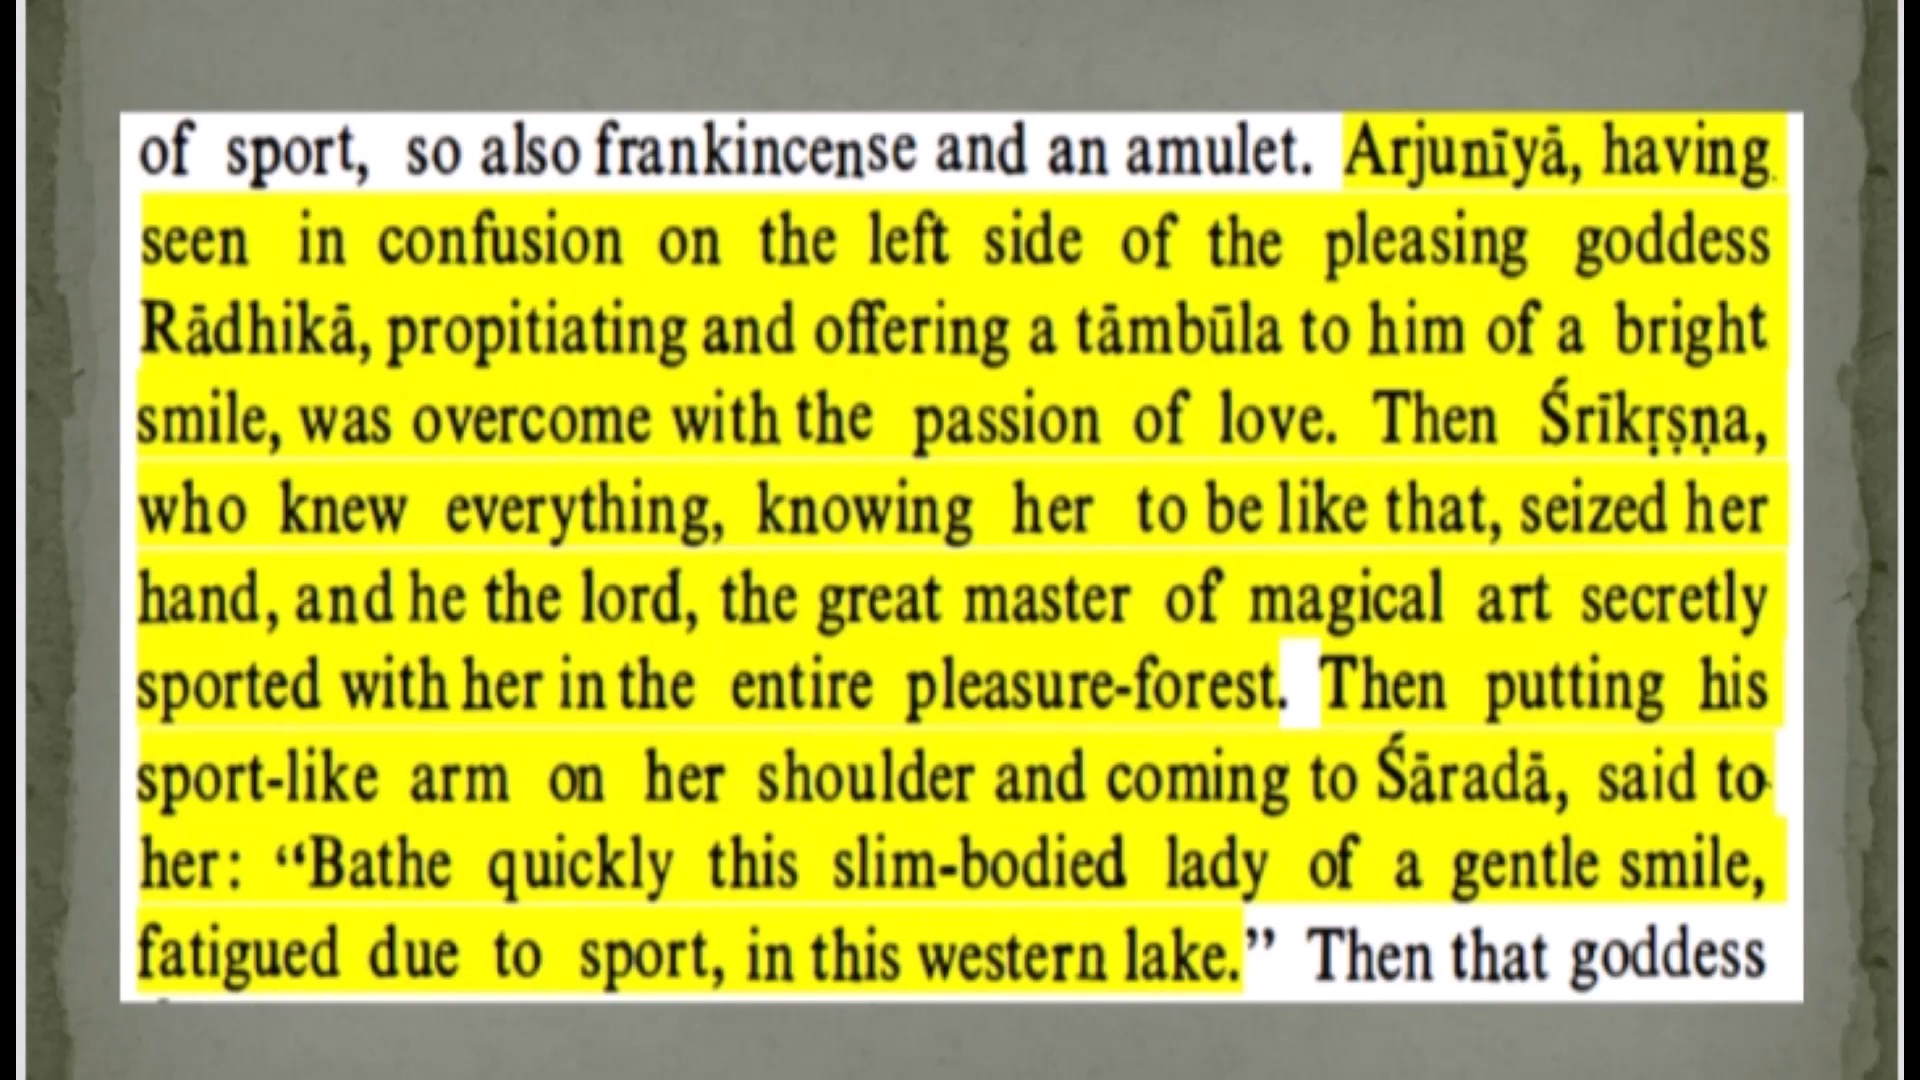 of sport, so also frankincense and an amulet. Arjunīyā, having
seen in confusion on the left side of the pleasing goddess
Rādhikā, propitiating and offering a tāmbūla to him of a bright
smile, was overcome with the passion of love. Then Śrīkṛṣṇa,
who knew everything, knowing her to be like that, seized her
hand, and he the lord, the great master of magical art secretly
sported with her in the entire pleasure-forest. Then putting his
sport-like arm on her shoulder and coming to Śāradā, said to
her: “Bathe quickly this slim-bodied lady of a gentle smile,
fatigued due to sport, in this western lake.” Then that goddess